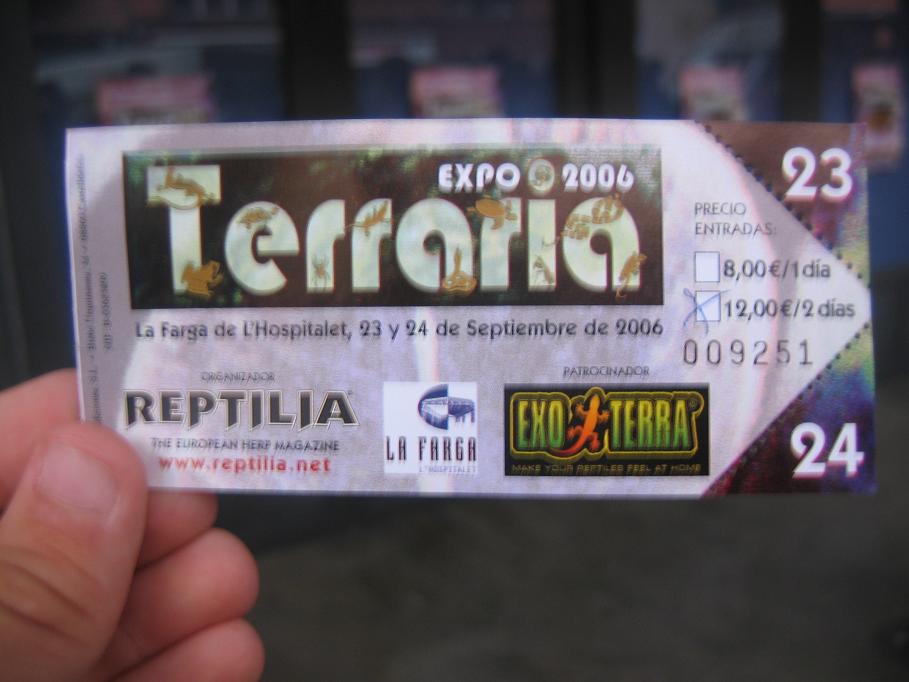 EXPO 2006
Terraria
La Farga de L'Hospitalet, 23 y 24 de Septiembre de 2006
ORGANIZADOR
REPTILIA
THE EUROPEAN HERP MAGAZINE
www.reptilia.net
LA FARGA
L'HOSPITALET
PATROCINADOR
EXO TERRA®
MAKE YOUR REPTILES FEEL AT HOME
PRECIO
ENTRADAS:
8,00€/1día
12,00€/2 días
009251
23
24